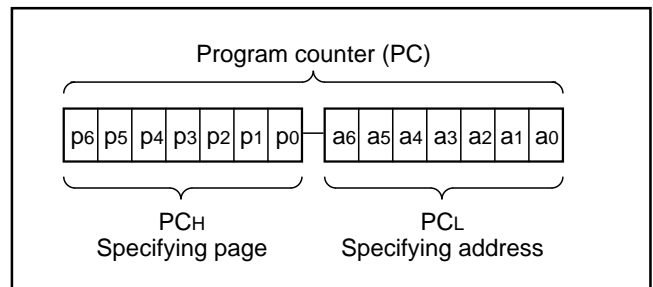 Program counter (PC)
p6 p5 p4 p3 p2 p1 p0 a6 a5 a4 a3 a2 a1 a0
PCH PCL
Specifying page Specifying address